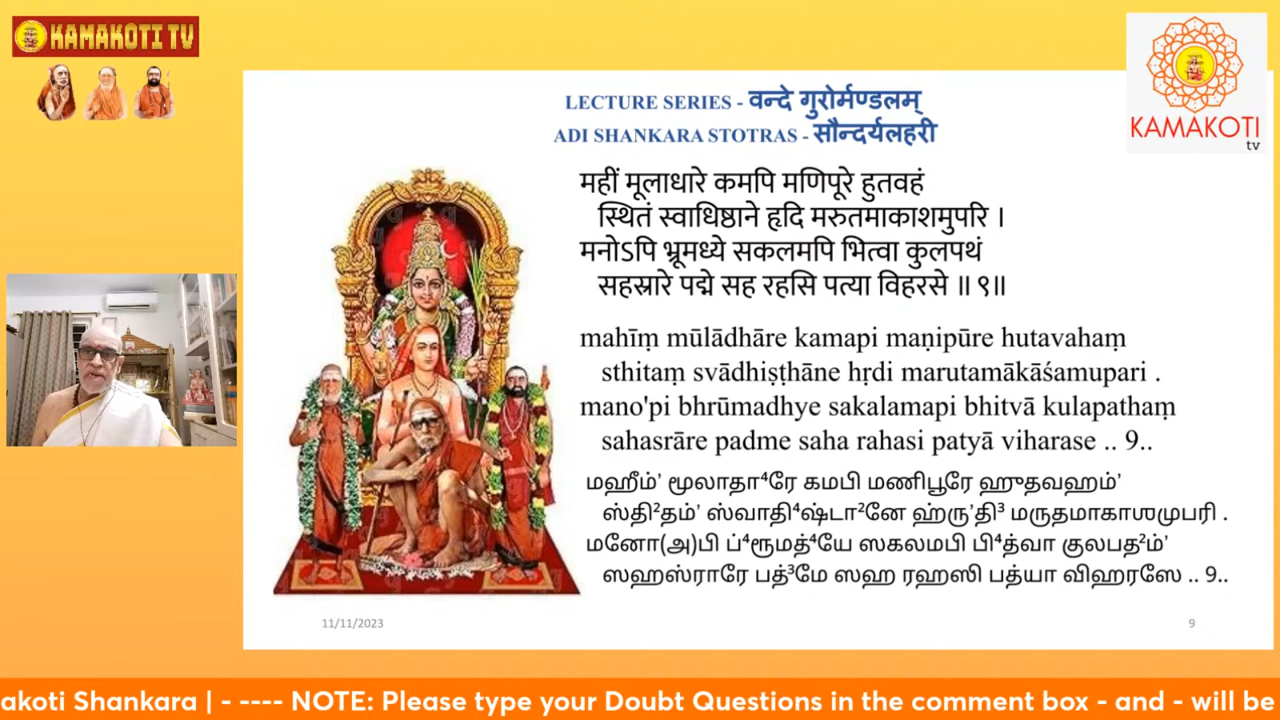 KAMAKOTI TV
KAMAKOTI
tv
LECTURE SERIES - वन्दे गुरोर्मण्डलम्
ADI SHANKARA STOTRAS - सौन्दर्यलहरी
महीं मूलाधारे कमपि मणिपूरे हुतवहं
स्थितं स्वाधिष्ठाने हृदि मरुतमाकाशमुपरि ।
मनोऽपि भ्रूमध्ये सकलमपि भित्वा कुलपथं
सहस्रारे पद्मे सह रहसि पत्या विहरसे ॥ ९॥
mahīṃ mūlādhāre kamapi maṇipūre hutavahaṃ
sthitaṃ svādhiṣṭhāne hṛdi marutamākāśamupari .
mano'pi bhrūmadhye sakalamapi bhitvā kulapathaṃ
sahasrāre padme saha rahasi patyā viharase .. 9..
மஹீம்ʼ மூலாதா⁴ரே கமபி மணிபூரே ஹுதவஹம்ʼ
ஸ்தி²தம்ʼ ஸ்வாதி⁴ஷ்டா²னே ஹ்ருʼதி³ மருதமாகாஶமுபரி .
மனோ(அ)பி ப்⁴ரூமத்⁴யே ஸகலமபி பி⁴த்வா குலபத²ம்ʼ
ஸஹஸ்ராரே பத்³மே ஸஹ ரஹஸி பத்யா விஹரஸே .. 9..
11/11/2023
9
akoti Shankara | - ---- NOTE: Please type your Doubt Questions in the comment box - and - will be